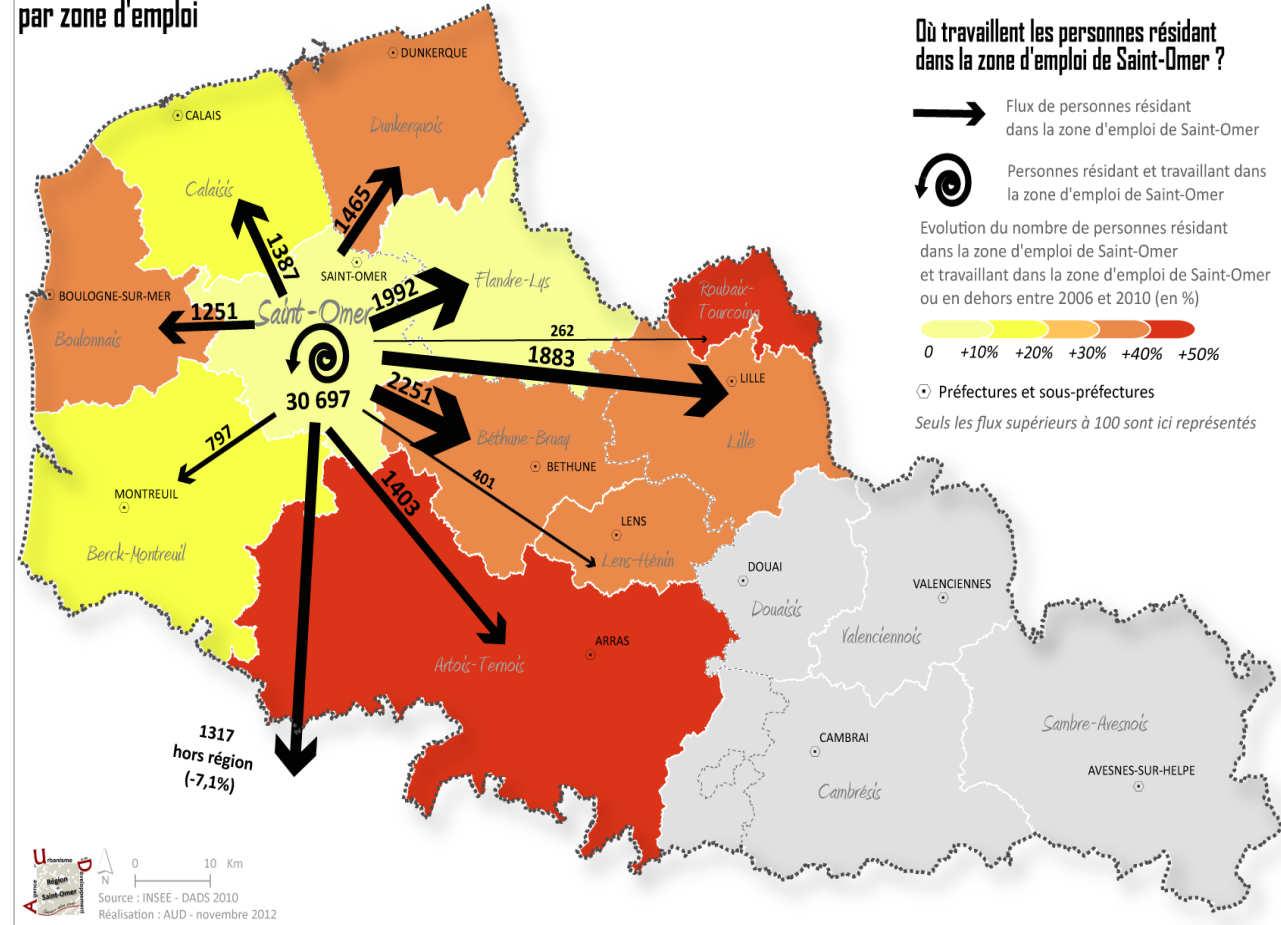 par zone d'emploi
Où travaillent les personnes résidant
dans la zone d'emploi de Saint-Omer ?
Flux de personnes résidant
dans la zone d'emploi de Saint-Omer
Personnes résidant et travaillant dans
la zone d'emploi de Saint-Omer
Evolution du nombre de personnes résidant
dans la zone d'emploi de Saint-Omer
et travaillant dans la zone d'emploi de Saint-Omer
ou en dehors entre 2006 et 2010 (en %)
0 +10% +20% +30% +40% +50%
Préfectures et sous-préfectures
Seuls les flux supérieurs à 100 sont ici représentés
DUNKERQUE
CALAIS
Dunkerquois
Calaisis
1465
1387
SAINT-OMER
Flandre-Lys
BOULOGNE-SUR-MER
1992
Roubaix-
Tourcoing
Saint-Omer
1251
Boulonnais
262
1883
LILLE
2251
30 697
797
Béthune-Bruay
Lille
BETHUNE
401
1403
MONTREUIL
LENS
Berck-Montreuil
Lens-Hénin
DOUAI
VALENCIENNES
Douaisis
Valenciennois
ARRAS
Artois-Ternois
1317
hors région
(-7,1%)
CAMBRAI
Sambre-Avesnois
AVESNES-SUR-HELPE
Cambrésis
Agence
Urbanisme
Développement
Région
Saint-Omer
N
0 10 Km
Source : INSEE - DADS 2010
Réalisation : AUD - novembre 2012